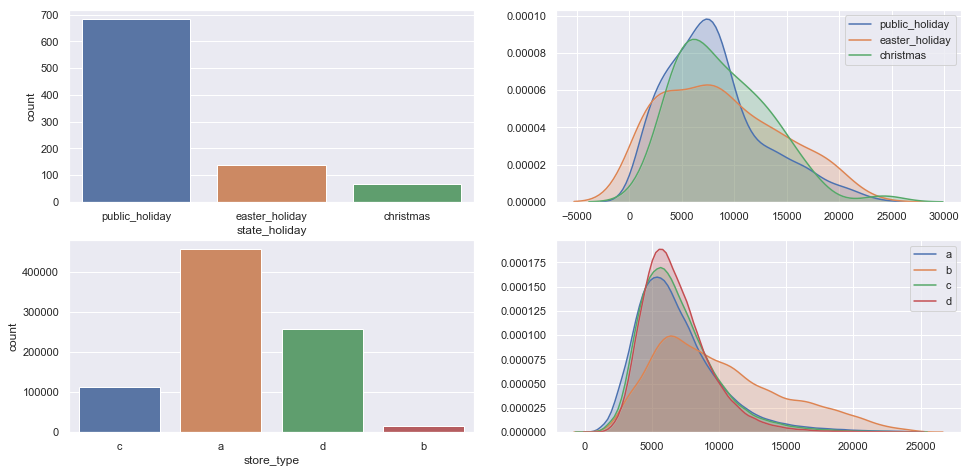 700
600
500
400
300
200
100
0
count
public_holiday easter_holiday christmas
state_holiday
0.00010
0.00008
0.00006
0.00004
0.00002
0.00000
−5000 0 5000 10000 15000 20000 25000 30000
public_holiday
easter_holiday
christmas
400000
300000
200000
100000
0
count
c a d b
store_type
0.000175
0.000150
0.000125
0.000100
0.000075
0.000050
0.000025
0.000000
0 5000 10000 15000 20000 25000
a
b
c
d